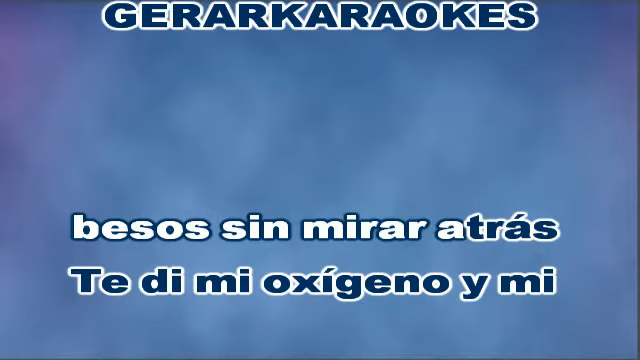 GERARKARAOKES
besos sin mirar atrás
Te di mi oxígeno y mi